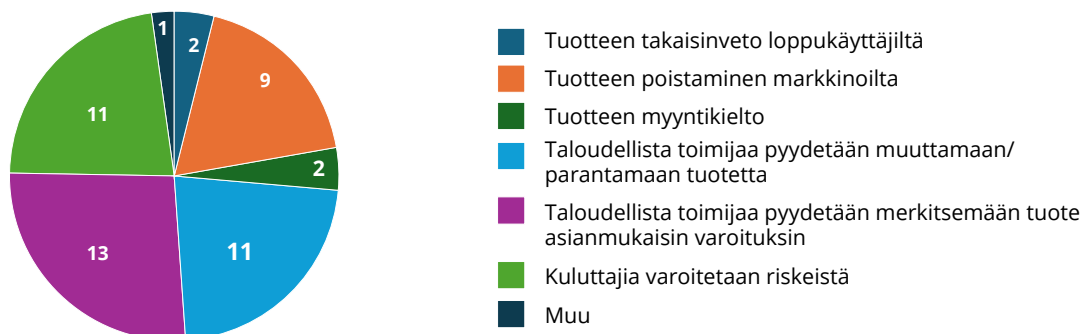 1
2
9
2
11
13
11
Tuotteen takaisinveto loppukäyttäjiltä
Tuotteen poistaminen markkinoilta
Tuotteen myyntikielto
Taloudellista toimijaa pyydetään muuttamaan/
parantamaan tuotetta
Taloudellista toimijaa pyydetään merkitsemään tuote
asianmukaisin varoituksin
Kuluttajia varoitetaan riskeistä
Muu